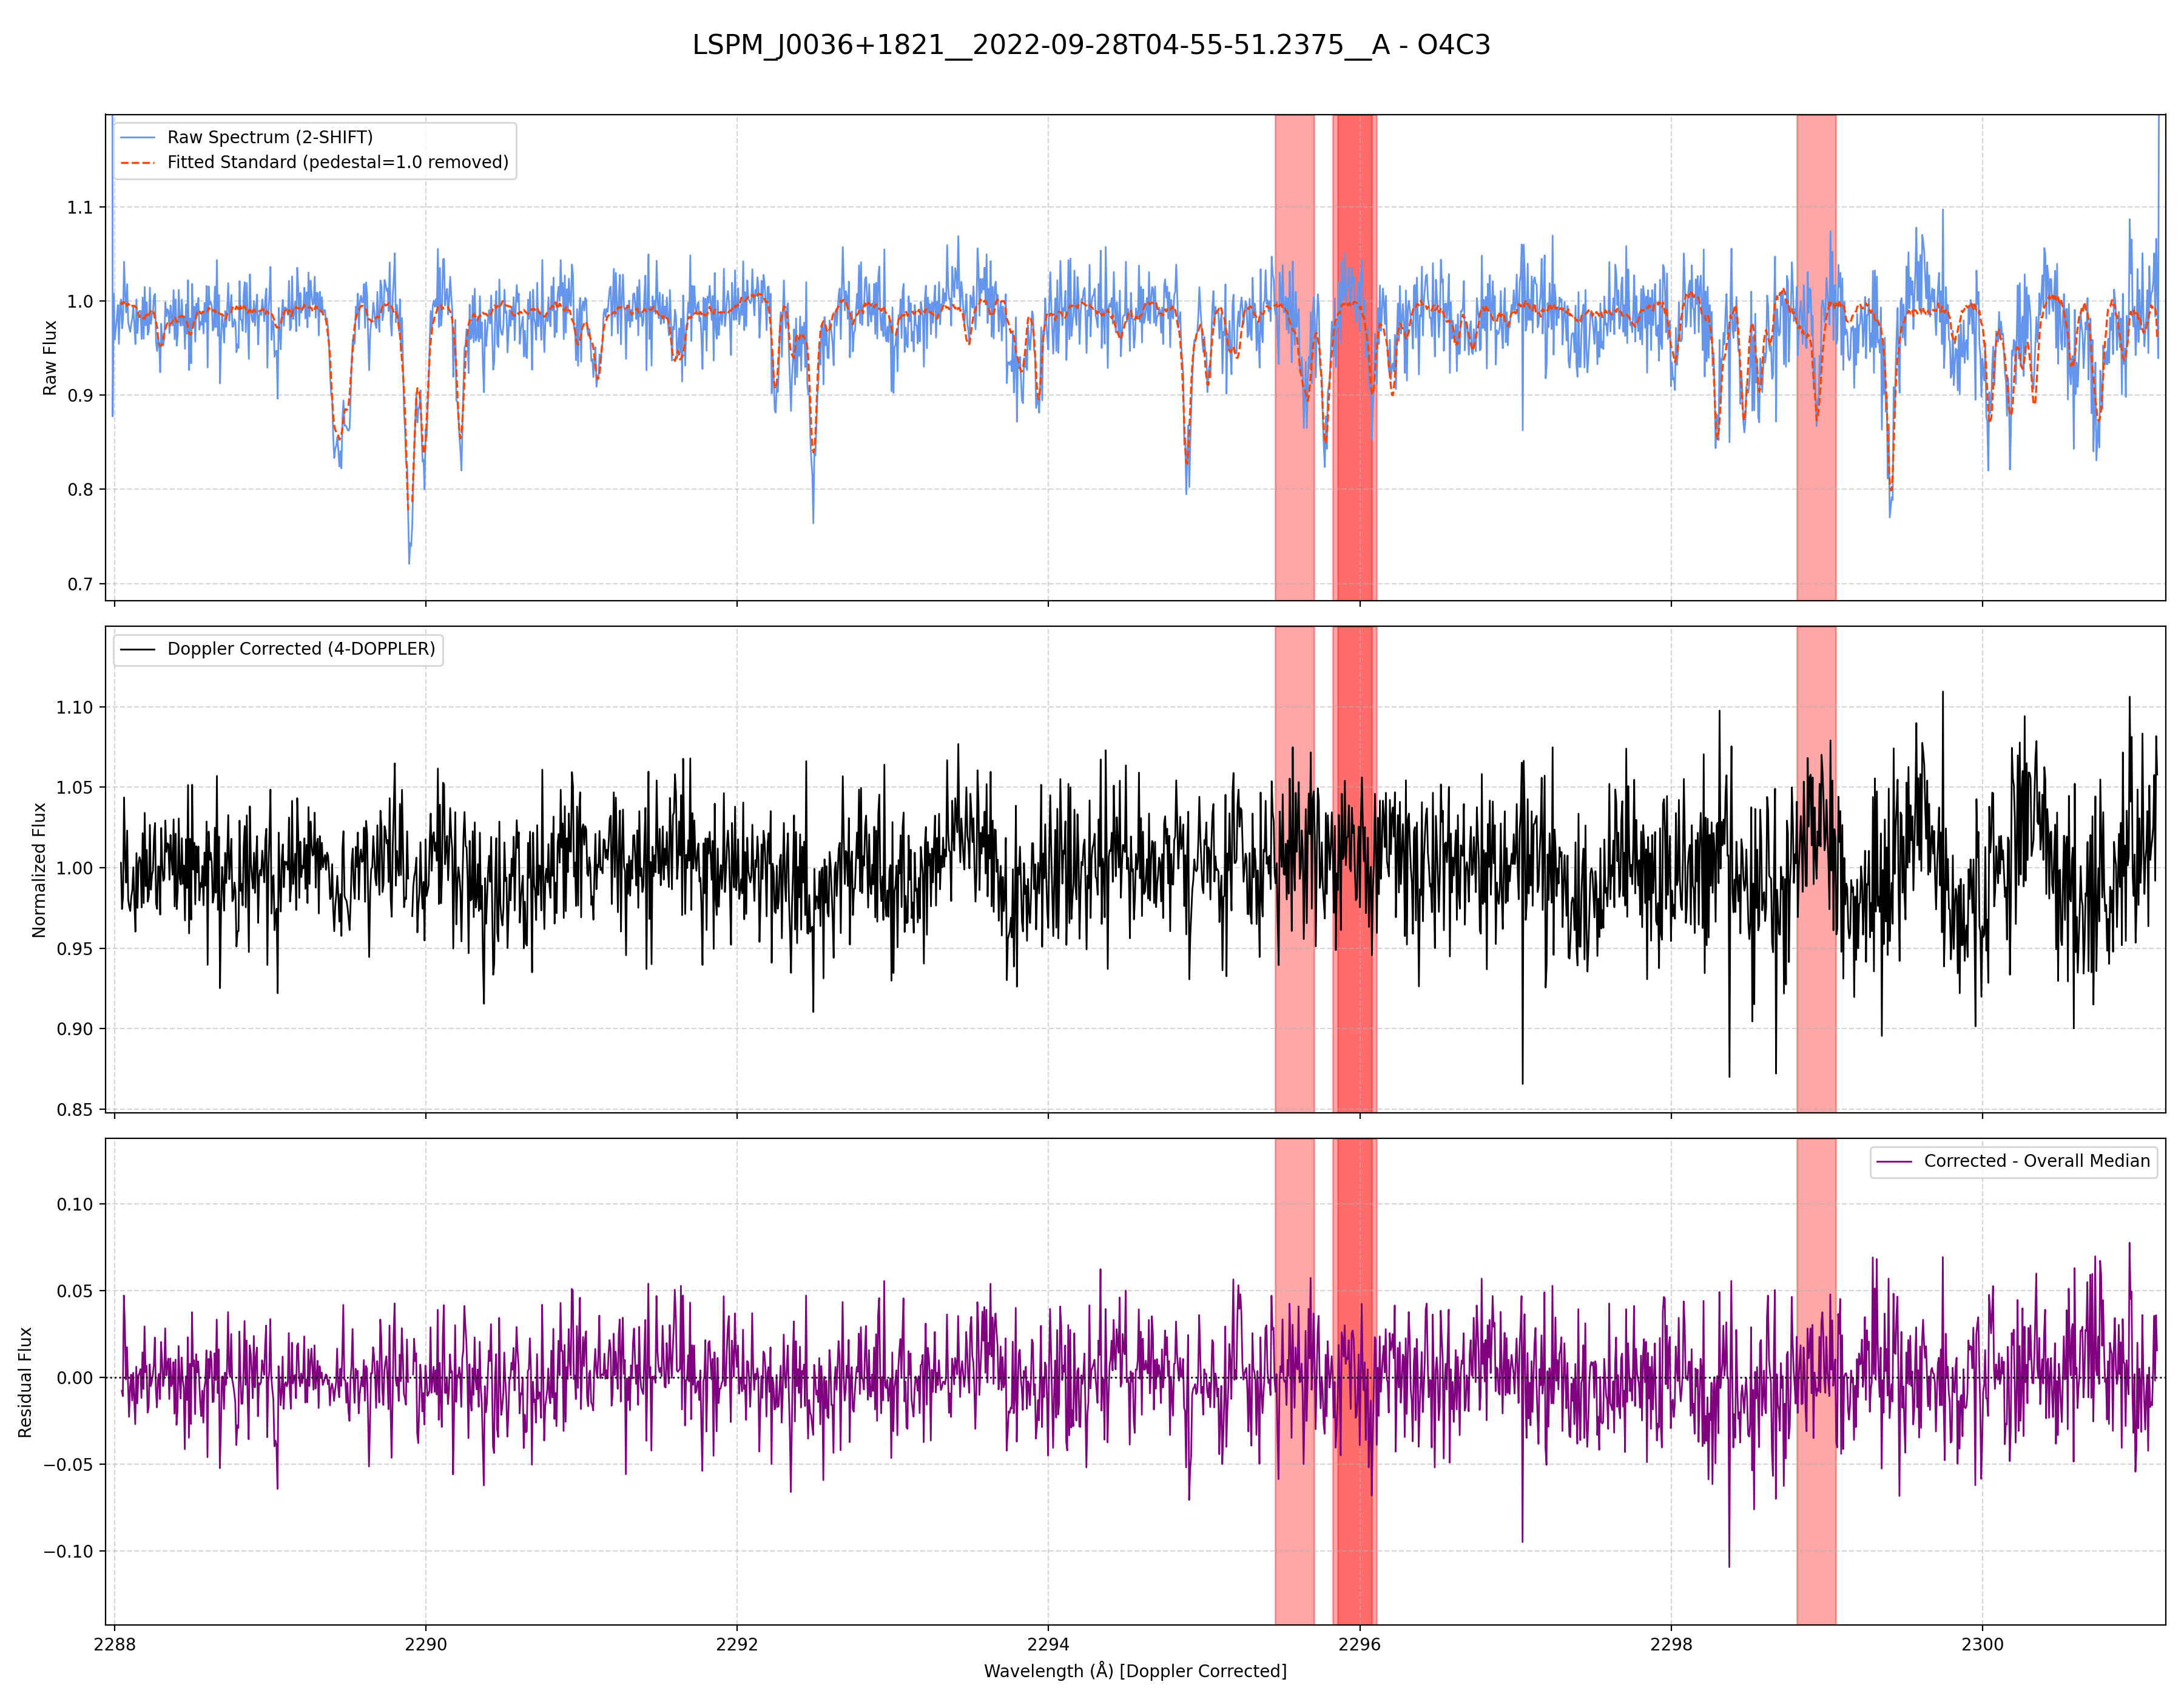 LSPM_J0036+1821__2022-09-28T04-55-51.2375__A - O4C3
Raw Spectrum (2-SHIFT)
Fitted Standard (pedestal=1.0 removed)
Raw Flux
1.1
1.0
0.9
0.8
0.7
Doppler Corrected (4-DOPPLER)
Normalized Flux
1.10
1.05
1.00
0.95
0.90
0.85
Corrected - Overall Median
Residual Flux
0.10
0.05
0.00
−0.05
−0.10
2288 2290 2292 2294 2296 2298 2300
Wavelength (Å) [Doppler Corrected]